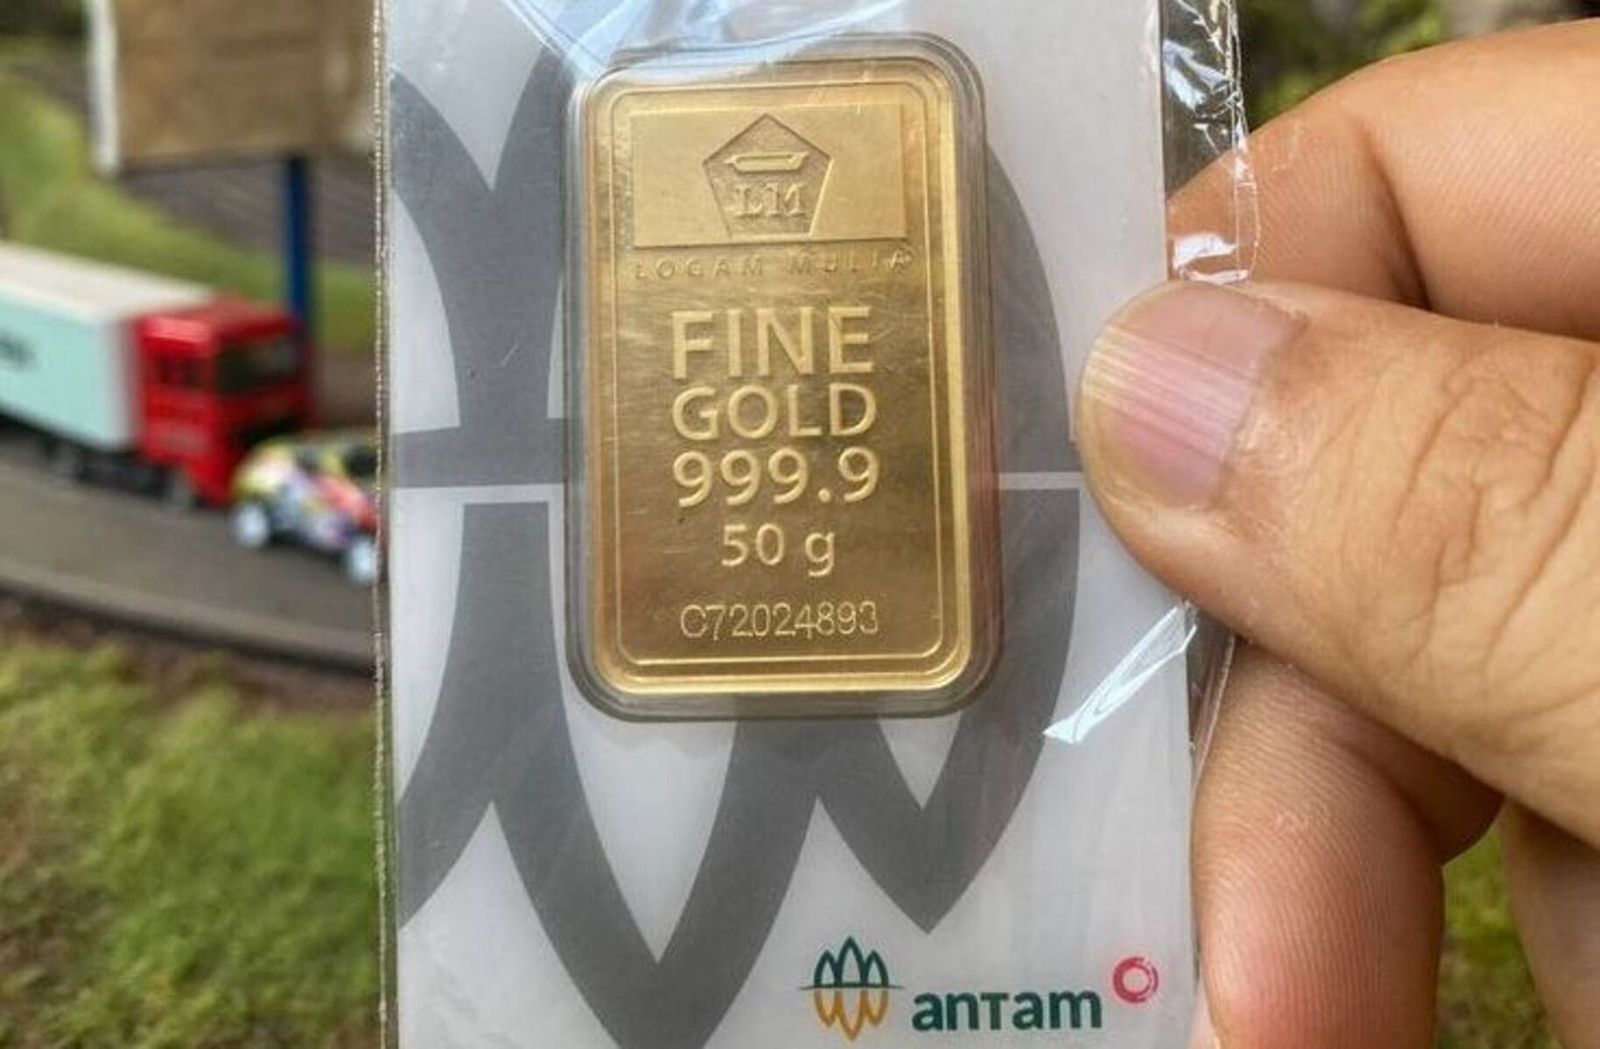 LM
LOGAM MULIA
FINE
GOLD
999.9
50 g
C72024893
antam